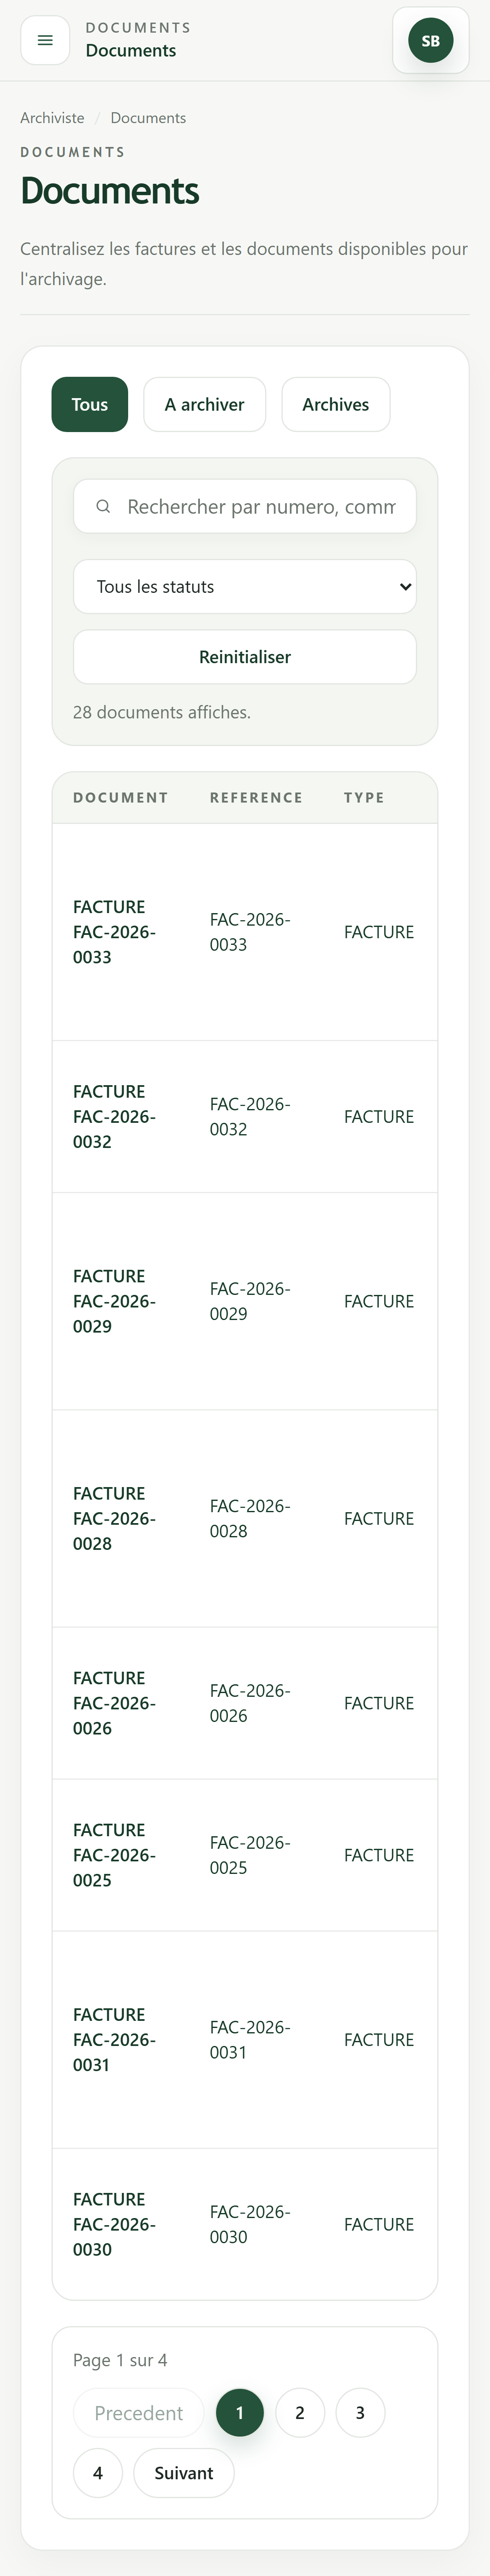 DOCUMENTS
Documents
SB
Archiviste / Documents
DOCUMENTS
Documents
Centralisez les factures et les documents disponibles pour
l'archivage.
Tous
A archiver
Archives
Rechercher par numero, comm
Tous les statuts
Reinitialiser
28 documents affiches.
DOCUMENT REFERENCE TYPE
FACTURE
FAC-2026-
0033
FAC-2026-
0033
FACTURE
FACTURE
FAC-2026-
0032
FAC-2026-
0032
FACTURE
FACTURE
FAC-2026-
0029
FAC-2026-
0029
FACTURE
FACTURE
FAC-2026-
0028
FAC-2026-
0028
FACTURE
FACTURE
FAC-2026-
0026
FAC-2026-
0026
FACTURE
FACTURE
FAC-2026-
0025
FAC-2026-
0025
FACTURE
FACTURE
FAC-2026-
0031
FAC-2026-
0031
FACTURE
FACTURE
FAC-2026-
0030
FAC-2026-
0030
FACTURE
Page 1 sur 4
Precedent 1 2 3
4 Suivant